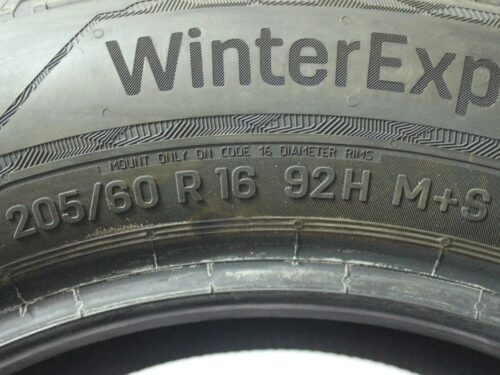 WinterExp
MOUNT ONLY ON CODE 16 DIAMETER RIMS
205/60 R 16 92H M+S